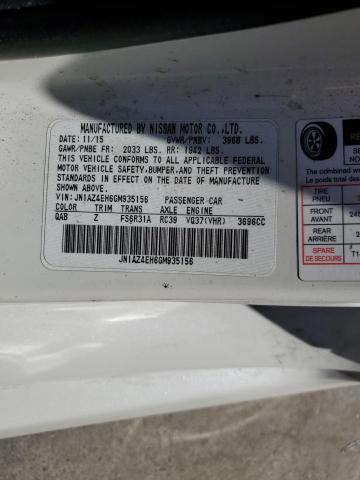 MANUFACTURED BY NISSAN MOTOR CO.,LTD.
DATE:11/15 GVWR/PNBV: 3968 LBS.
GAWR/PNBE FR: 2033 LBS. RR: 1942 LBS.
THIS VEHICLE CONFORMS TO ALL APPLICABLE FEDERAL
MOTOR VEHICLE SAFETY,BUMPER,AND THEFT PREVENTION
STANDARDS IN EFFECT ON THE DATE OF MANUFACTURE
SHOWN ABOVE.
VIN:JN1AZ4EH6GM935156 PASSENGER-CAR
COLOR TRIM TRANS AXLE ENGINE
QAB Z FS6R31A RC39 VQ37(VHR) 3696CC
JN1AZ4EH6GM935156
TIRE
PNEU
FRONT
AVANT
REAR
ARRIÈRE
SPARE
DE SECOURS